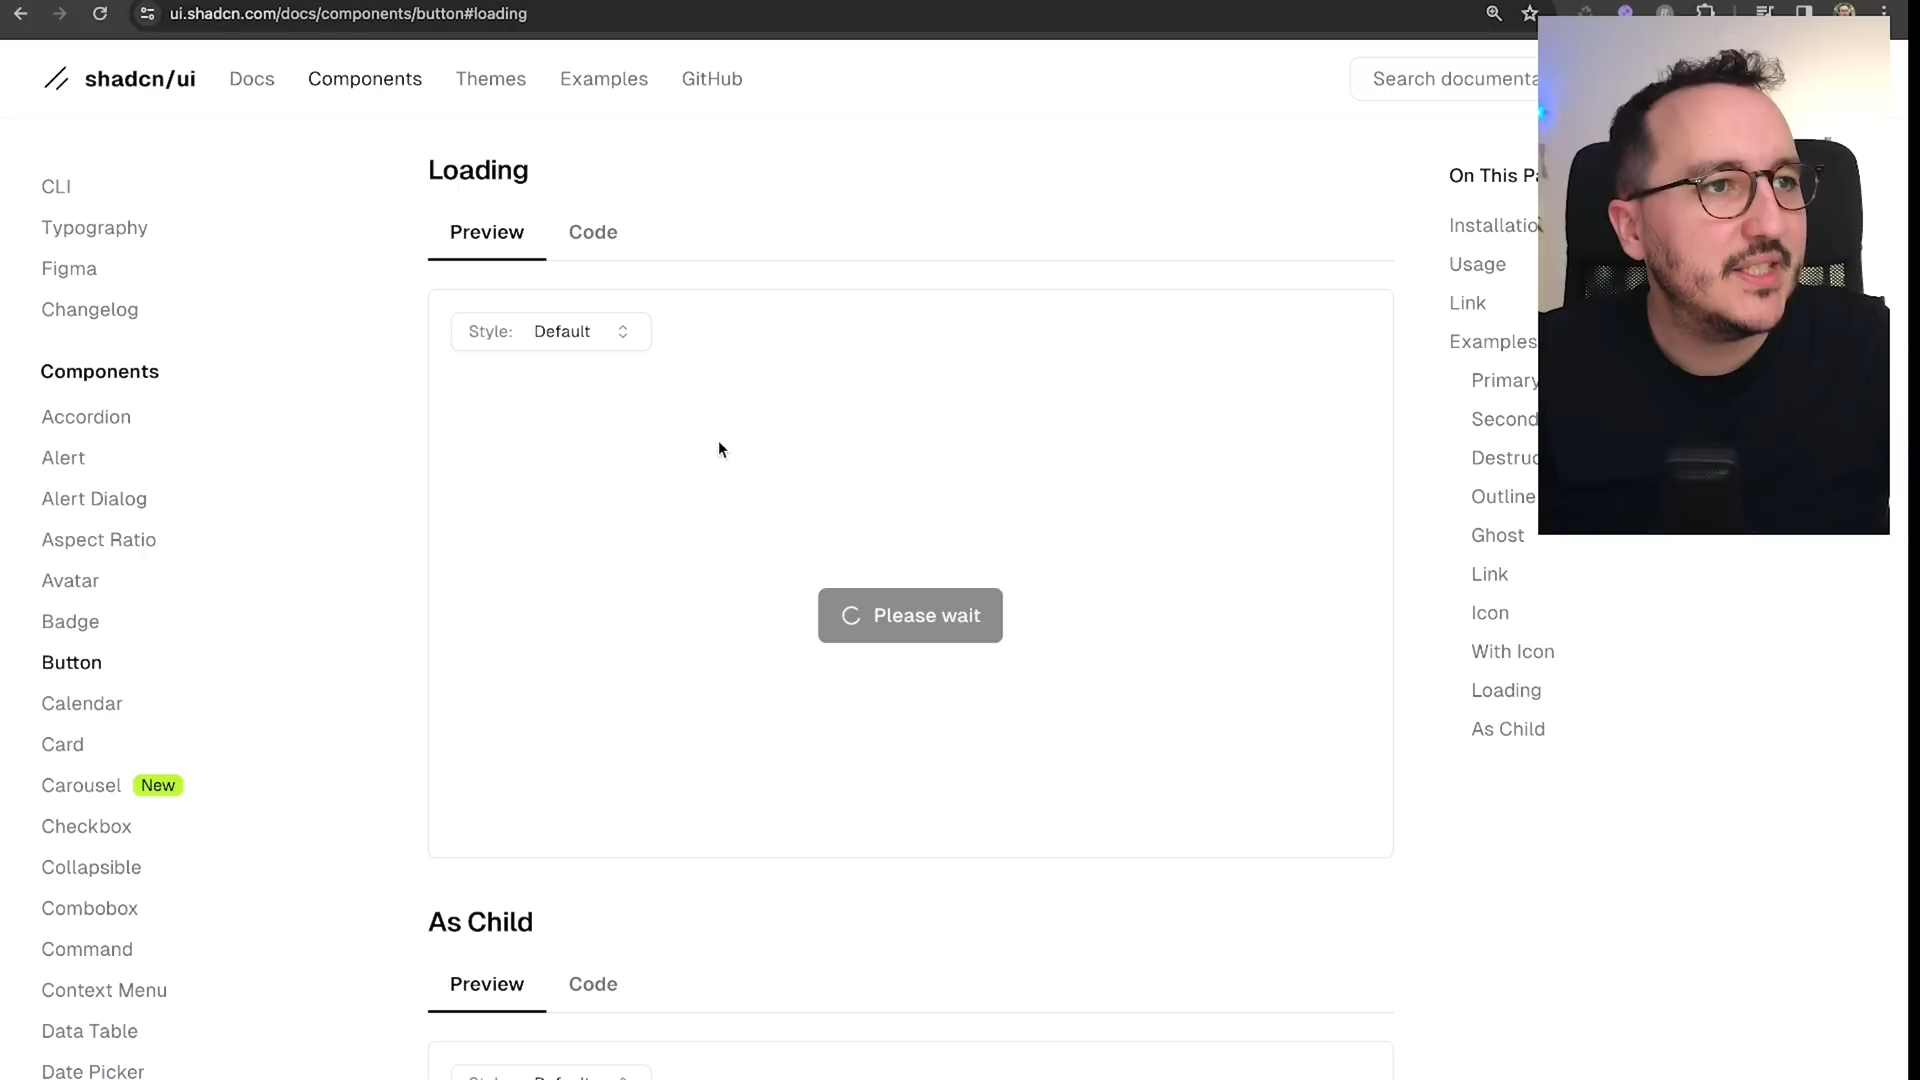 ui.shadcn.com/docs/components/button#loading
shadcn/ui
Docs
Components
Themes
Examples
GitHub
Search documenta
CLI
Typography
Figma
Changelog
Components
Accordion
Alert
Alert Dialog
Aspect Ratio
Avatar
Badge
Button
Calendar
Card
Carousel New
Checkbox
Collapsible
Combobox
Command
Context Menu
Data Table
Date Picker
Loading
Preview
Code
Style: Default
Please wait
As Child
Preview
Code
On This Pa
Installatio
Usage
Link
Examples
Primary
Second
Destruc
Outline
Ghost
Link
Icon
With Icon
Loading
As Child